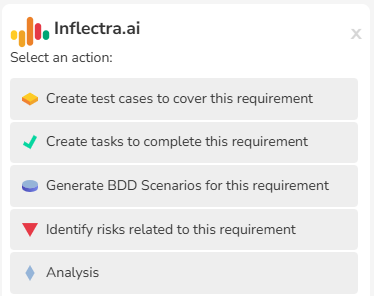 Inflectra.ai
x
Select an action:
Create test cases to cover this requirement
Create tasks to complete this requirement
Generate BDD Scenarios for this requirement
Identify risks related to this requirement
Analysis